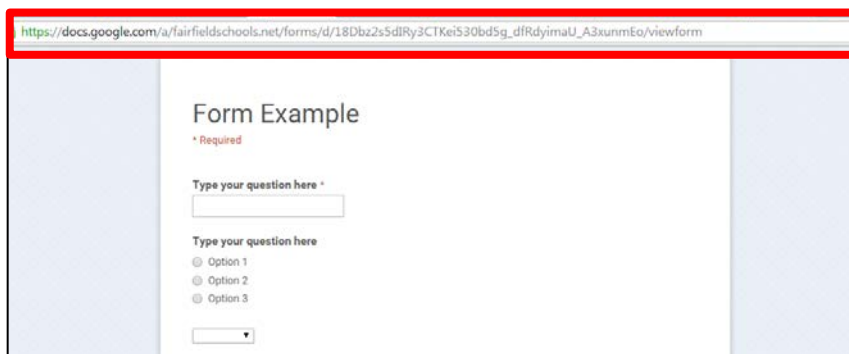 https://docs.google.com/a/fairfieldschools.net/forms/d/18Dbz2s5dIRy3CTKei530bd5g_dfRdyimaU_A3xunmEo/viewform
Form Example
* Required
Type your question here *
Type your question here
Option 1
Option 2
Option 3